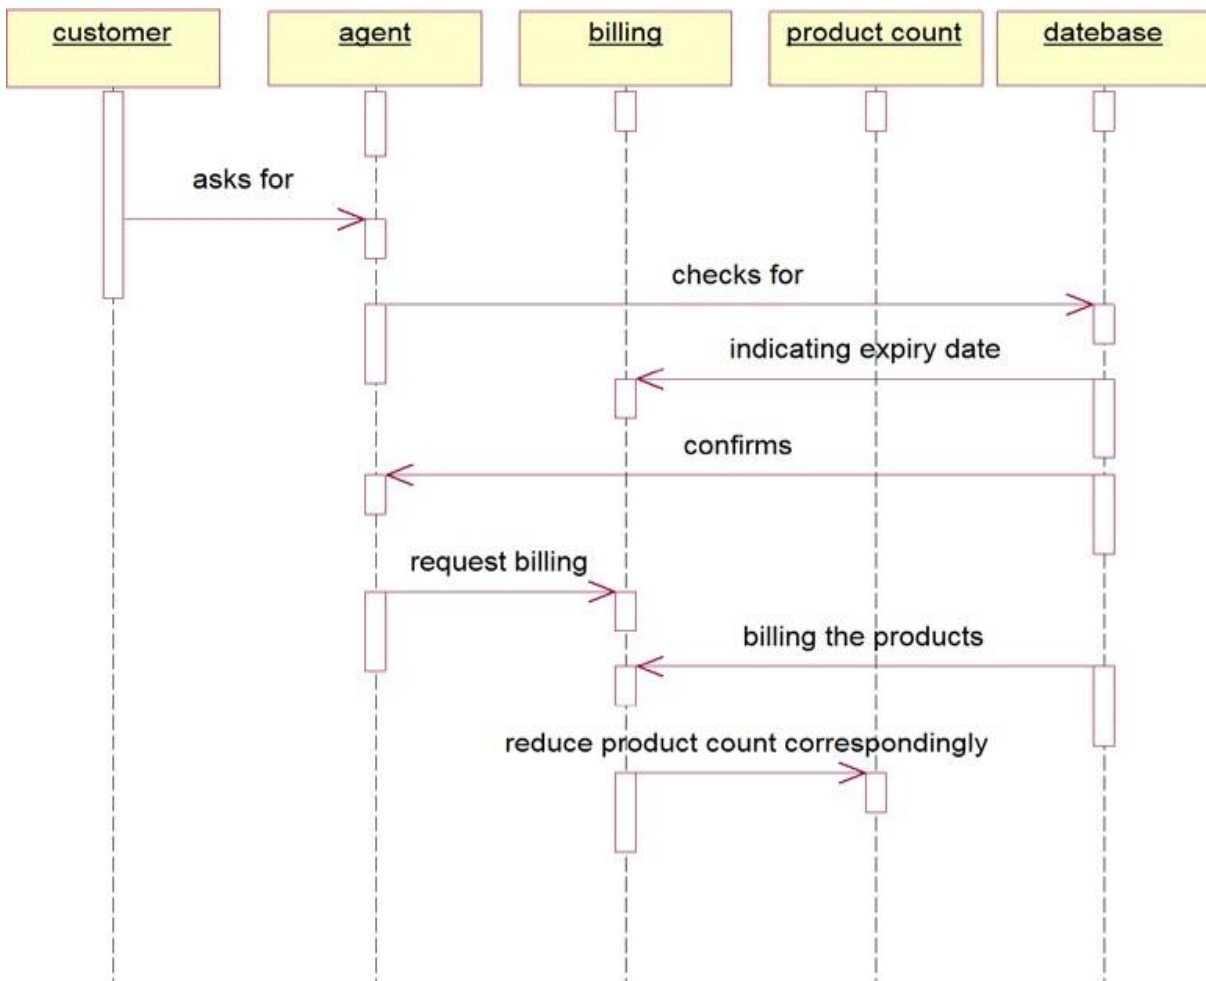 customer
agent
billing
product count
datebase
asks for
checks for
indicating expiry date
confirms
request billing
billing the products
reduce product count correspondingly